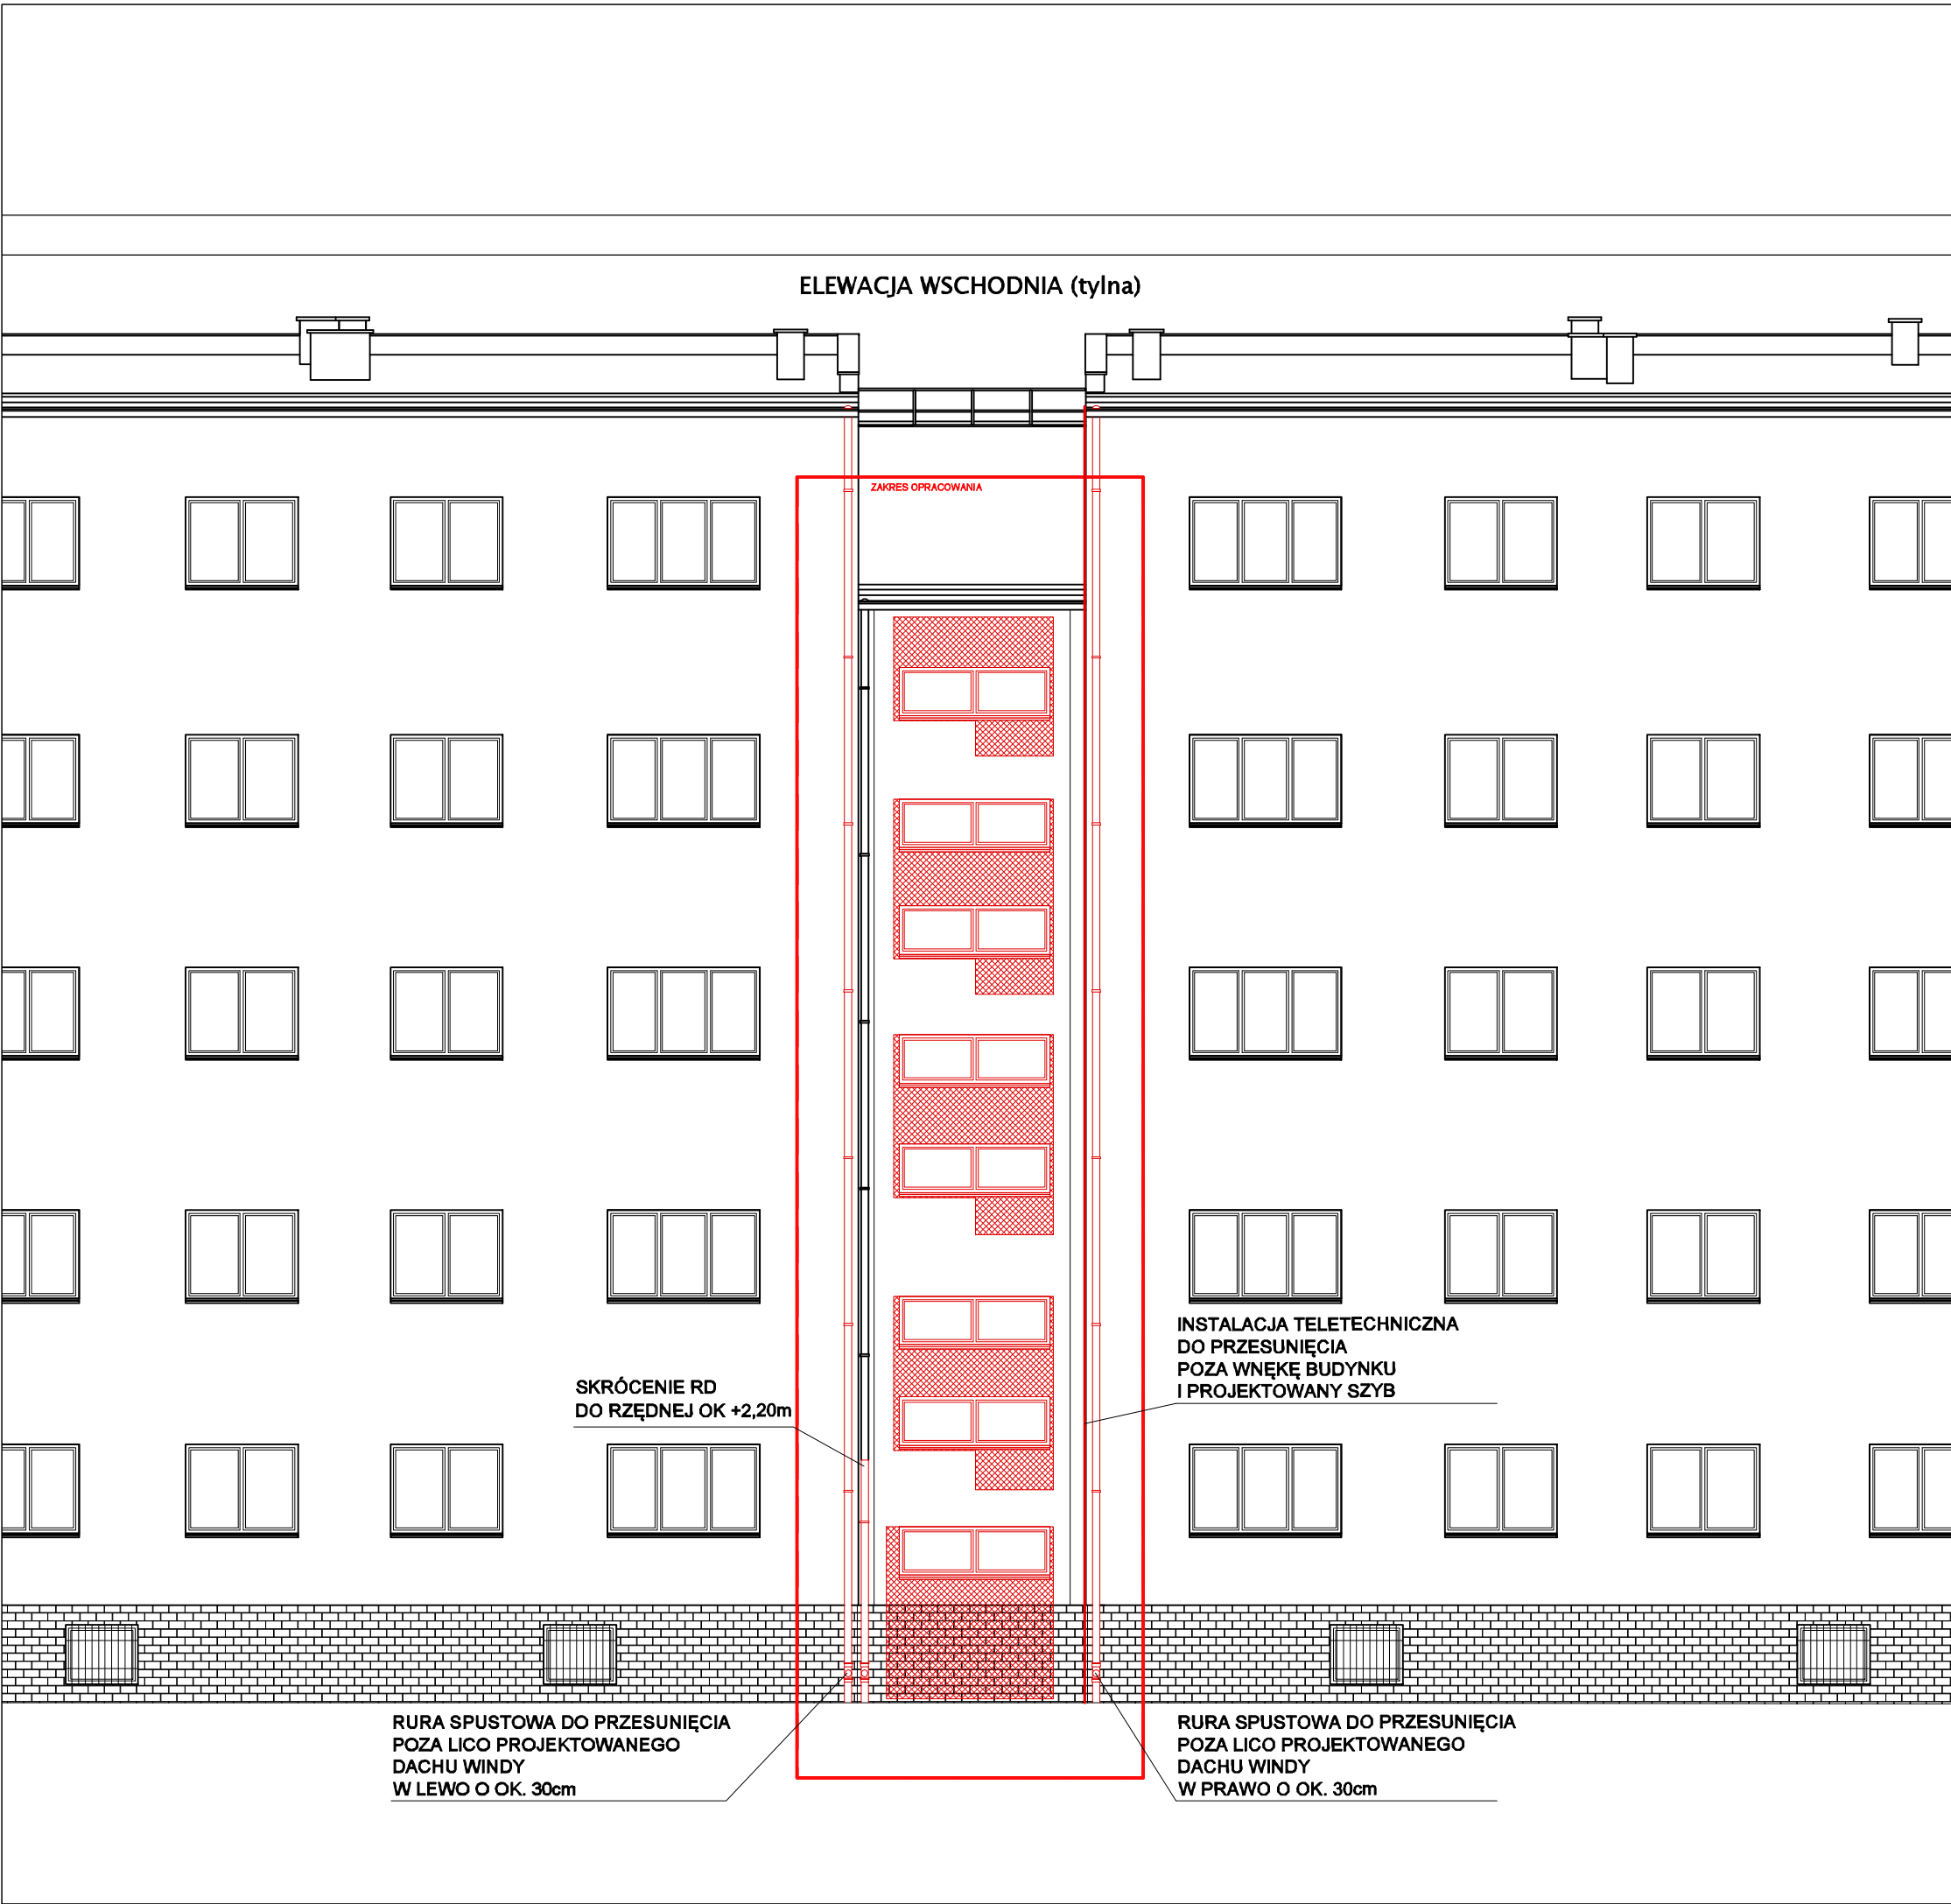 ELEWACJA WSCHODNIA (tylna)
ZAKRES OPRACOWANIA
INSTALACJA TELETECHNICZNA
DO PRZESUNIĘCIA
POZA WNĘKĘ BUDYNKU
I PROJEKTOWANY SZYB
SKRÓCENIE RD
DO RZĘDNEJ OK +2,20m
RURA SPUSTOWA DO PRZESUNIĘCIA
POZA LICO PROJEKTOWANEGO
DACHU WINDY
W LEWO O OK. 30cm
RURA SPUSTOWA DO PRZESUNIĘCIA
POZA LICO PROJEKTOWANEGO
DACHU WINDY
W PRAWO O OK. 30cm